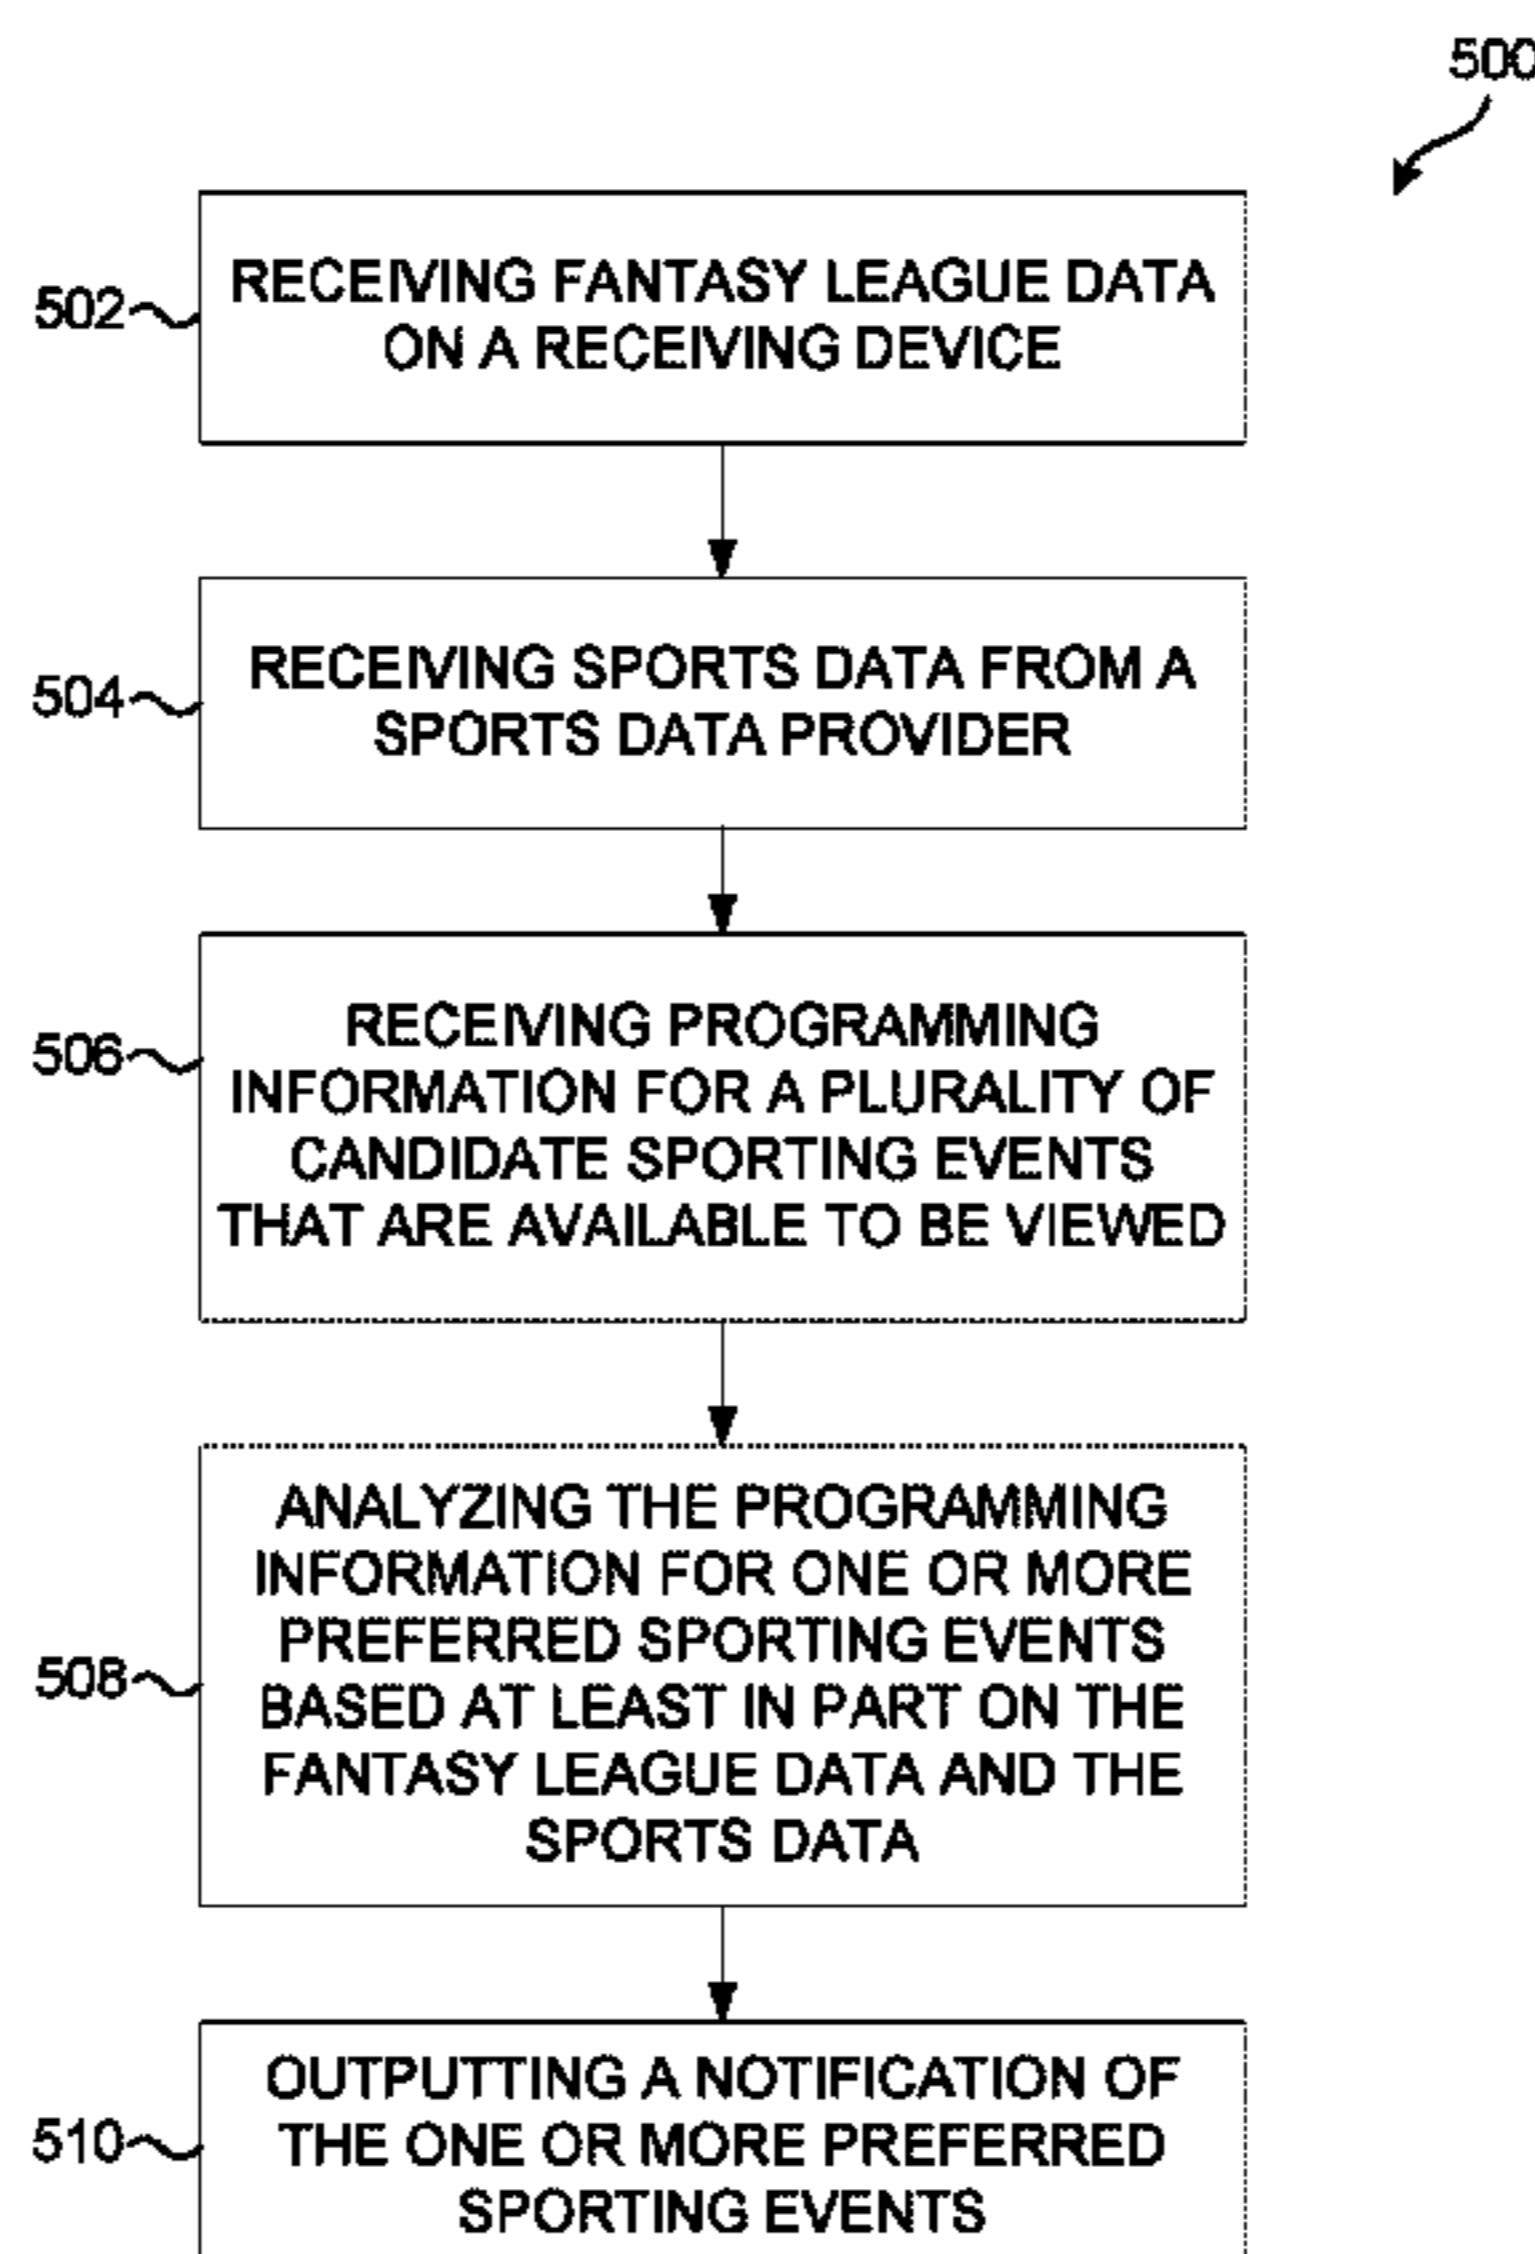 500
502
RECEIVING FANTASY LEAGUE DATA
ON A RECEIVING DEVICE
504
RECEIVING SPORTS DATA FROM A
SPORTS DATA PROVIDER
506
RECEIVING PROGRAMMING
INFORMATION FOR A PLURALITY OF
CANDIDATE SPORTING EVENTS
THAT ARE AVAILABLE TO BE VIEWED
508
ANALYZING THE PROGRAMMING
INFORMATION FOR ONE OR MORE
PREFERRED SPORTING EVENTS
BASED AT LEAST IN PART ON THE
FANTASY LEAGUE DATA AND THE
SPORTS DATA
510
OUTPUTTING A NOTIFICATION OF
THE ONE OR MORE PREFERRED
SPORTING EVENTS